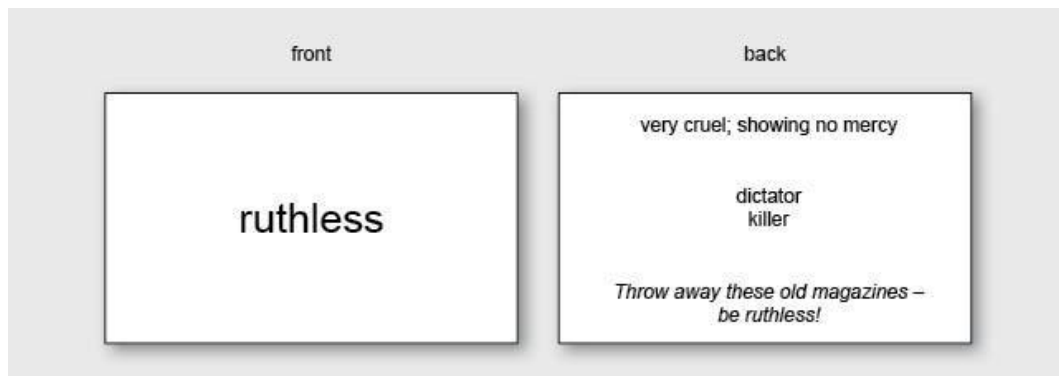 front
back
ruthless
very cruel; showing no mercy
dictator
killer
Throw away these old magazines –
be ruthless!